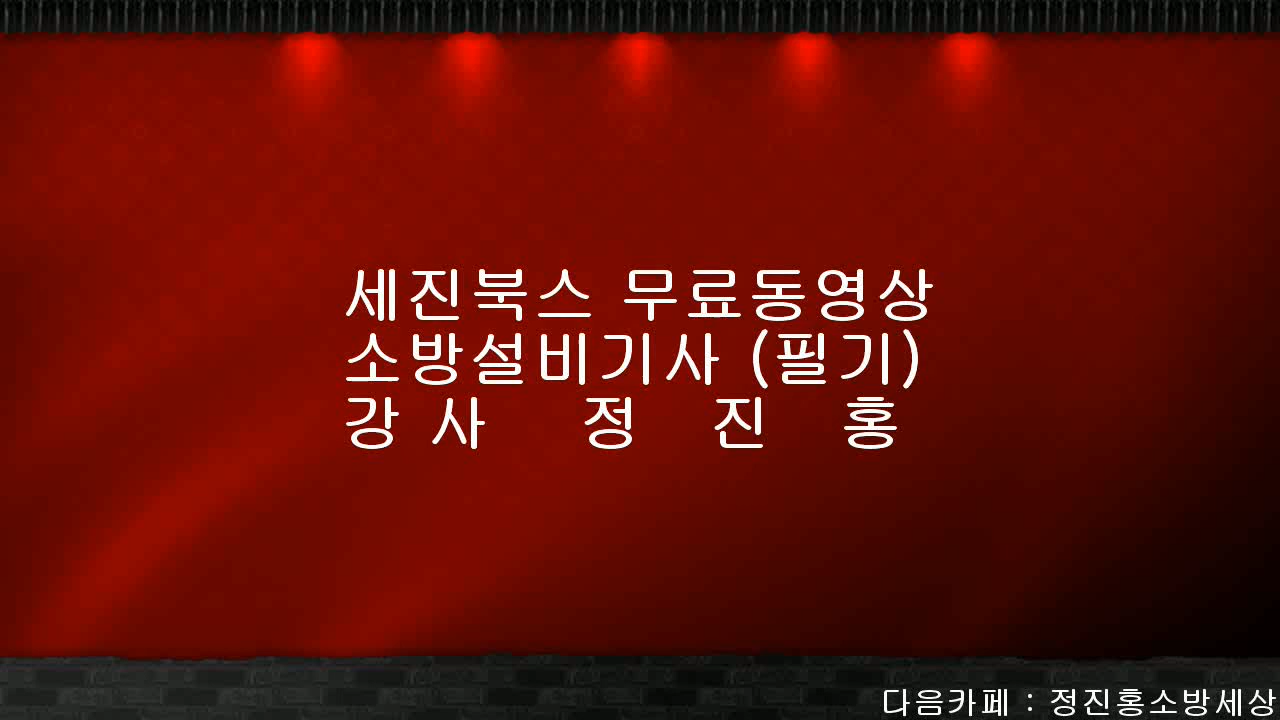 세진북스 무료동영상
소방설비기사 (필기)
강 사 정 진 홍
다음카페 : 정진홍소방세상